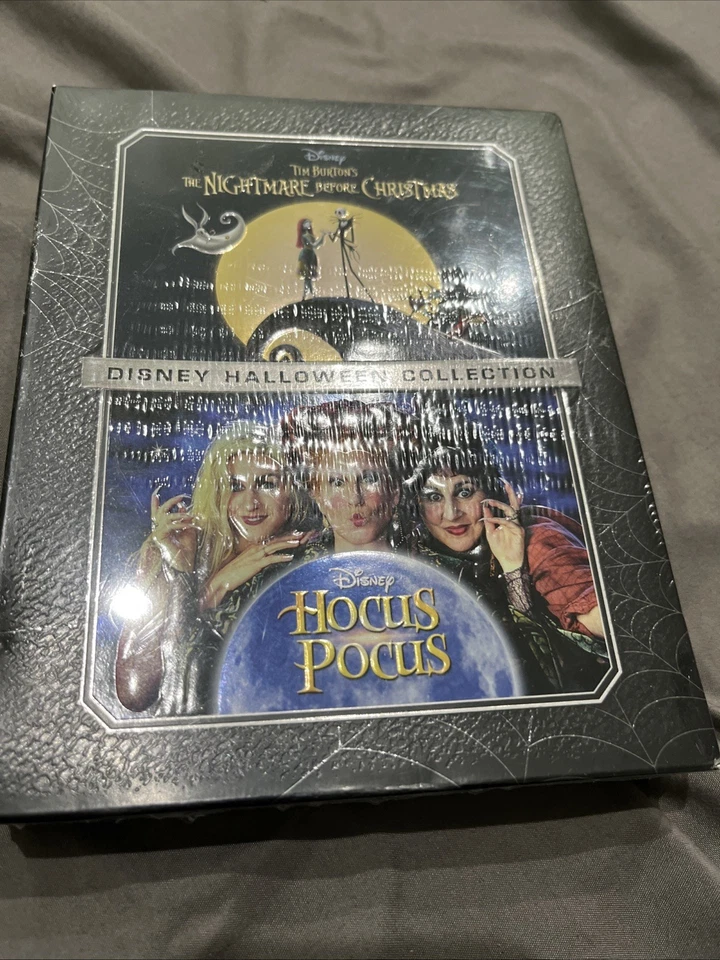 Disney
TIM BURTON'S
THE NIGHTMARE BEFORE CHRISTMAS
DISNEY HALLOWEEN COLLECTION
Disney
HOCUS
POCUS